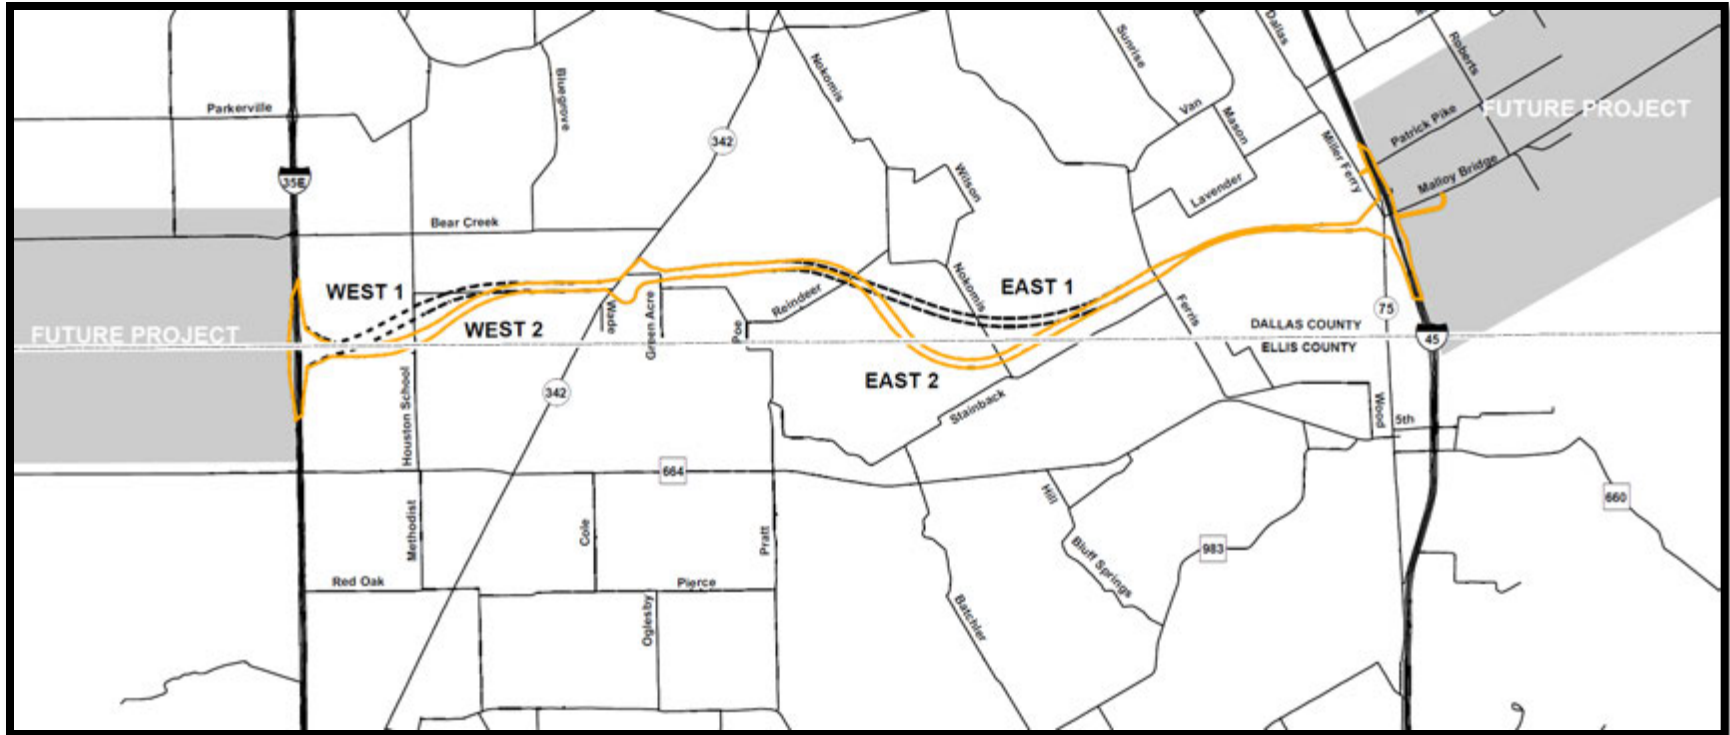 Dallas
Roberts
Sunrise
Nokomis
Bluegrove
Parkerville
Van
Mason
FUTURE PROJECT
Patrick Pike
342
Miller Ferry
Malloy Bridge
35E
Wilson
Lavender
Bear Creek
Nokomis
WEST 1
EAST 1
Reindeer
Ferris
75
Wade
Green Acre
Poe
FUTURE PROJECT
WEST 2
DALLAS COUNTY
45
ELLIS COUNTY
EAST 2
342
Stainback
Houston School
Wood
5th
664
Hill
660
Methodist
Cole
Pratt
983
Bluff Springs
Red Oak
Pierce
Oglesby
Batchler